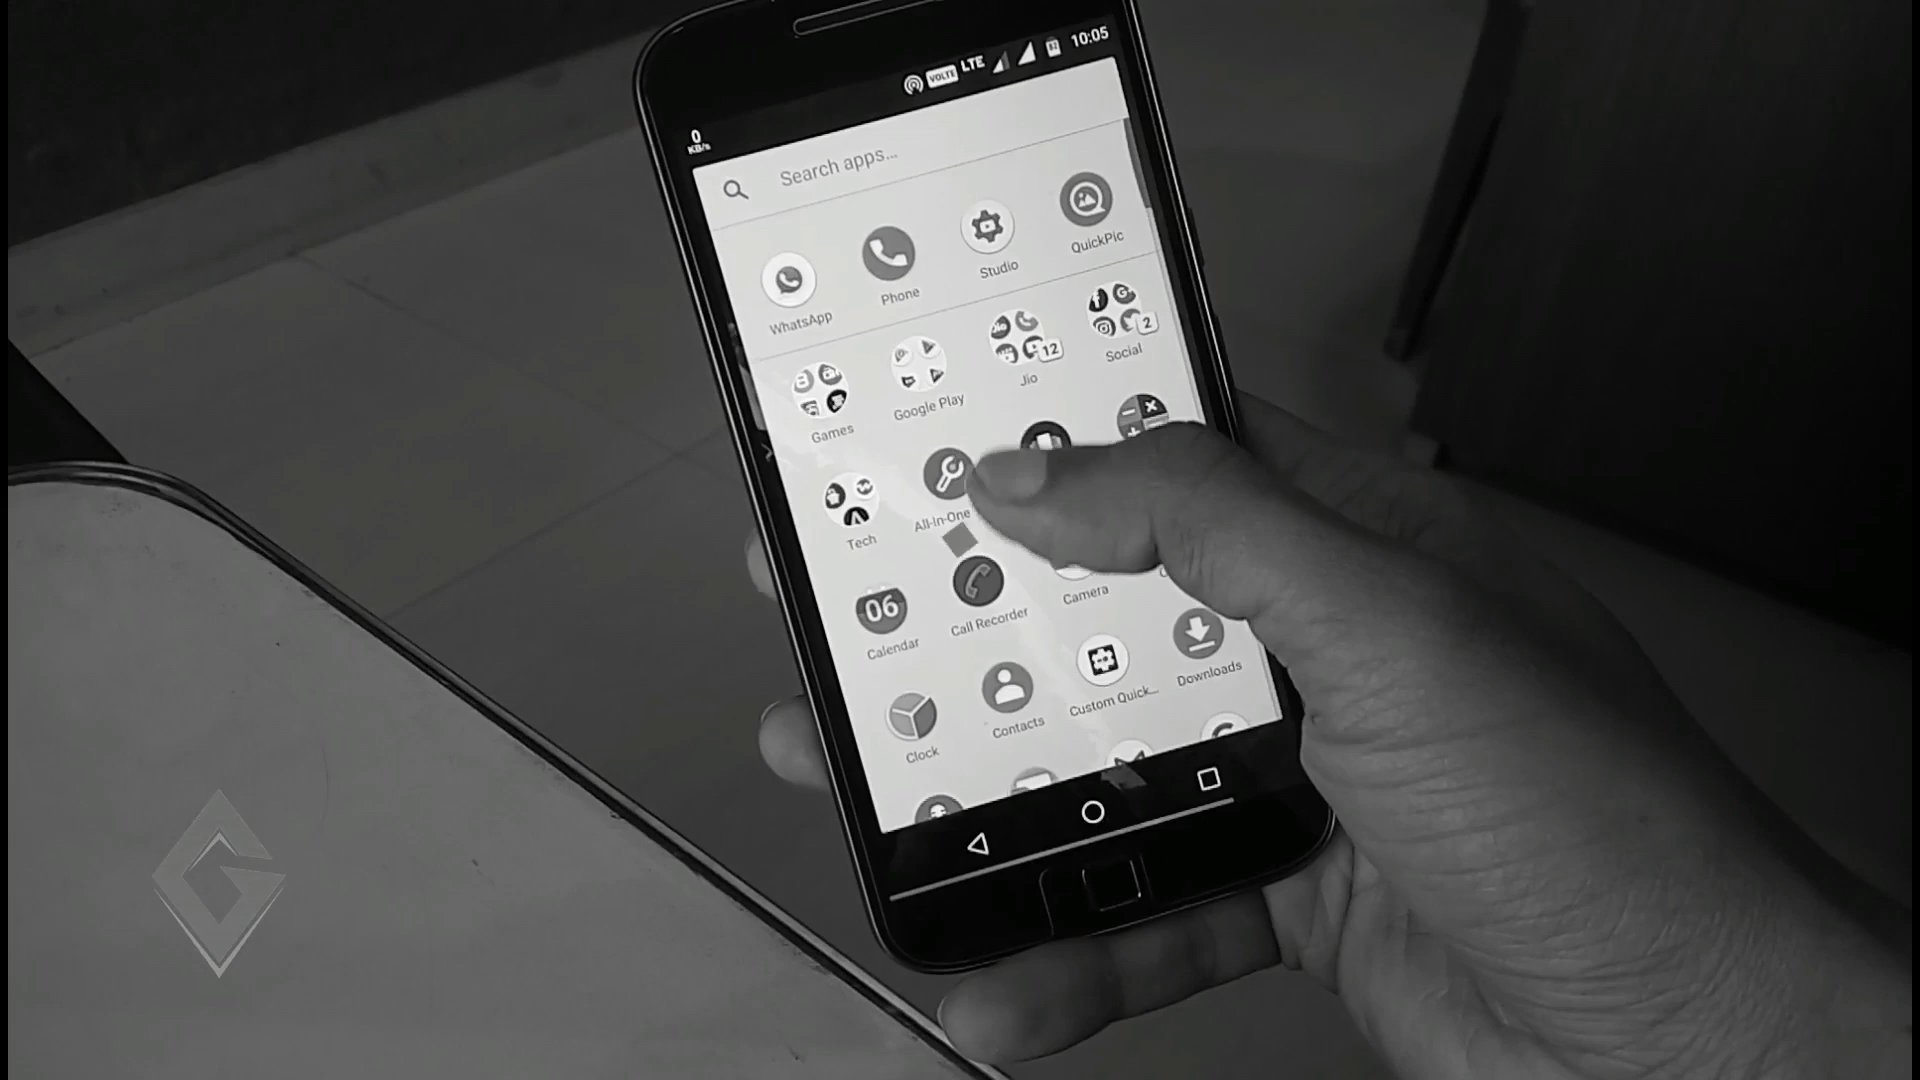 10:05
LTE
VOLTE
0
KB/s
Search apps...
WhatsApp
Phone
Studio
QuickPic
Games
Google Play
Jio
12
Social
2
Tech
All-In-One
06
Calendar
Call Recorder
Camera
Clock
Contacts
Custom Quick...
Downloads